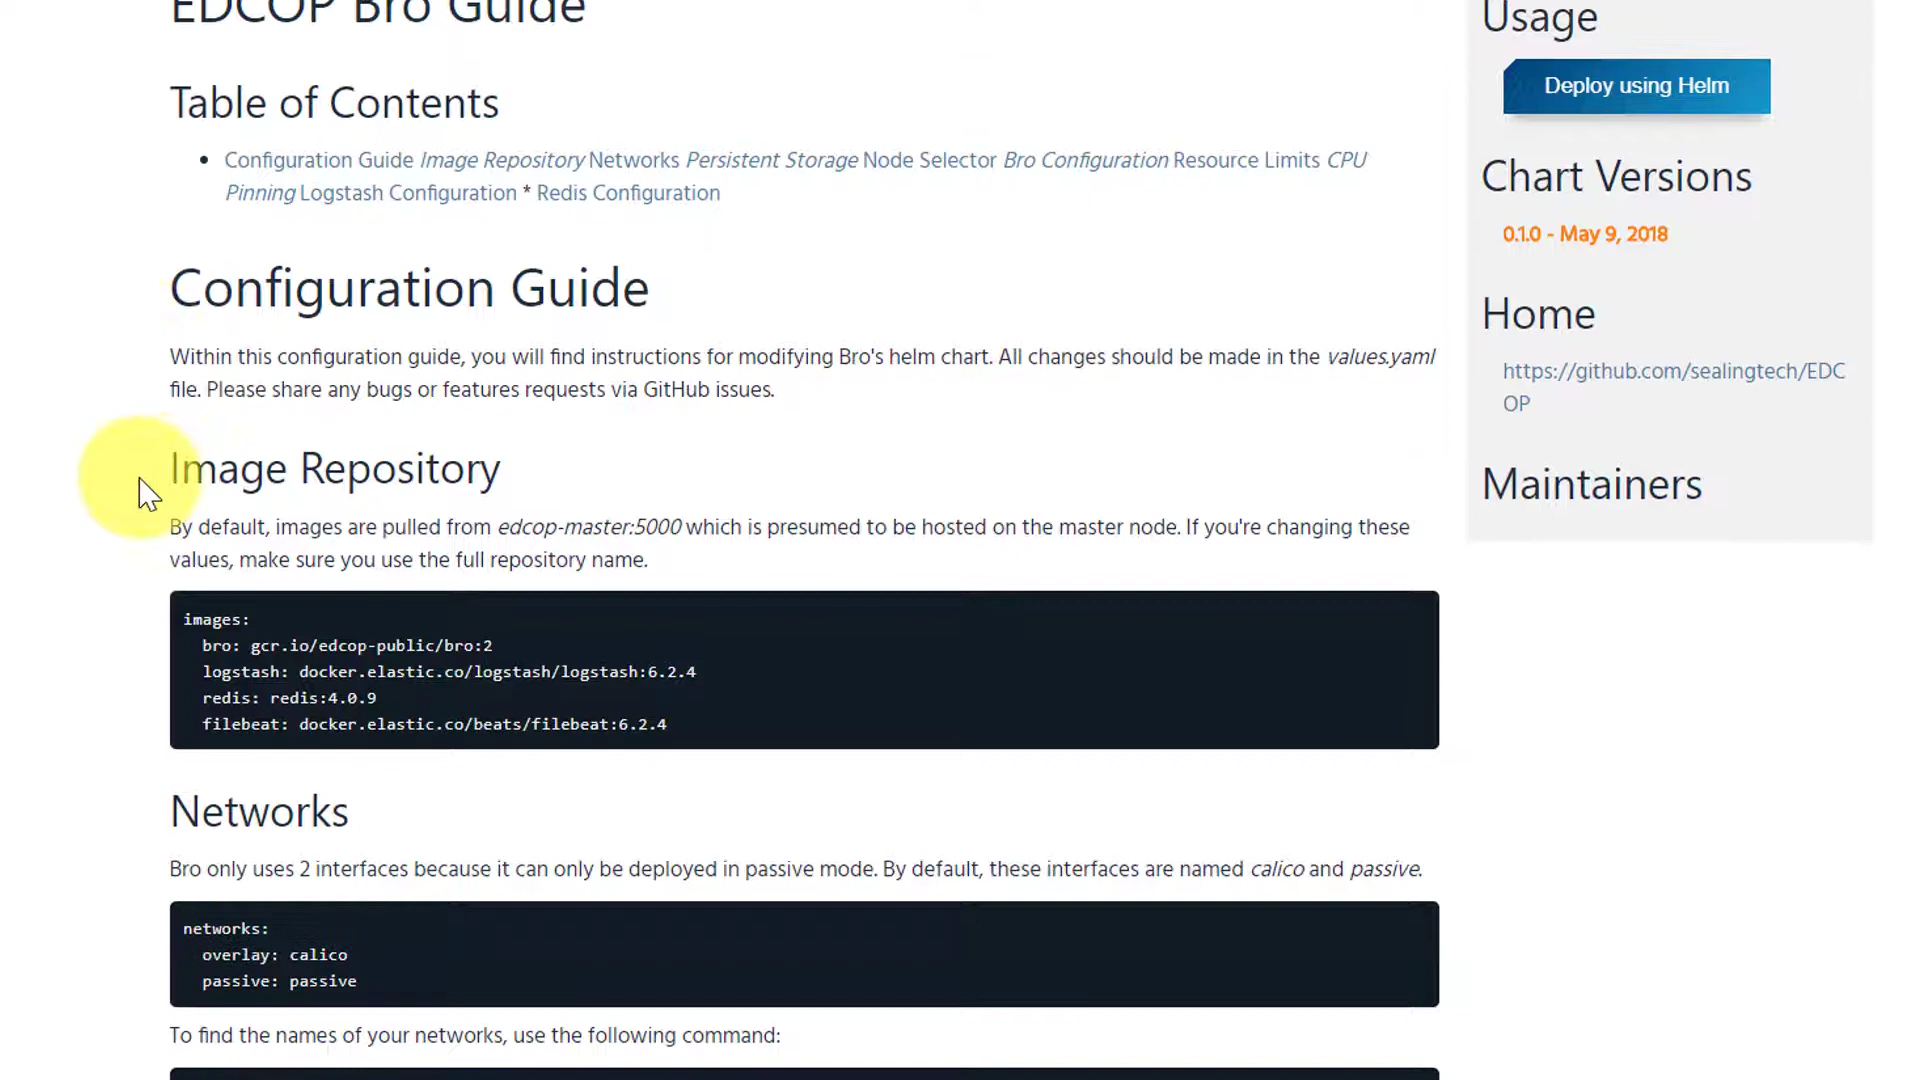 EDCOP Bro Guide
Table of Contents
Configuration Guide Image Repository Networks Persistent Storage Node Selector Bro Configuration Resource Limits CPU
Pinning Logstash Configuration * Redis Configuration
Configuration Guide
Within this configuration guide, you will find instructions for modifying Bro's helm chart. All changes should be made in the values.yaml
file. Please share any bugs or features requests via GitHub issues.
Image Repository
By default, images are pulled from edcop-master:5000 which is presumed to be hosted on the master node. If you're changing these
values, make sure you use the full repository name.
images:
bro: gcr.io/edcop-public/bro:2
logstash: docker.elastic.co/logstash/logstash:6.2.4
redis: redis:4.0.9
filebeat: docker.elastic.co/beats/filebeat:6.2.4
Networks
Bro only uses 2 interfaces because it can only be deployed in passive mode. By default, these interfaces are named calico and passive.
networks:
overlay: calico
passive: passive
To find the names of your networks, use the following command:
Usage
Deploy using Helm
Chart Versions
0.1.0 - May 9, 2018
Home
https://github.com/sealingtech/EDC
OP
Maintainers